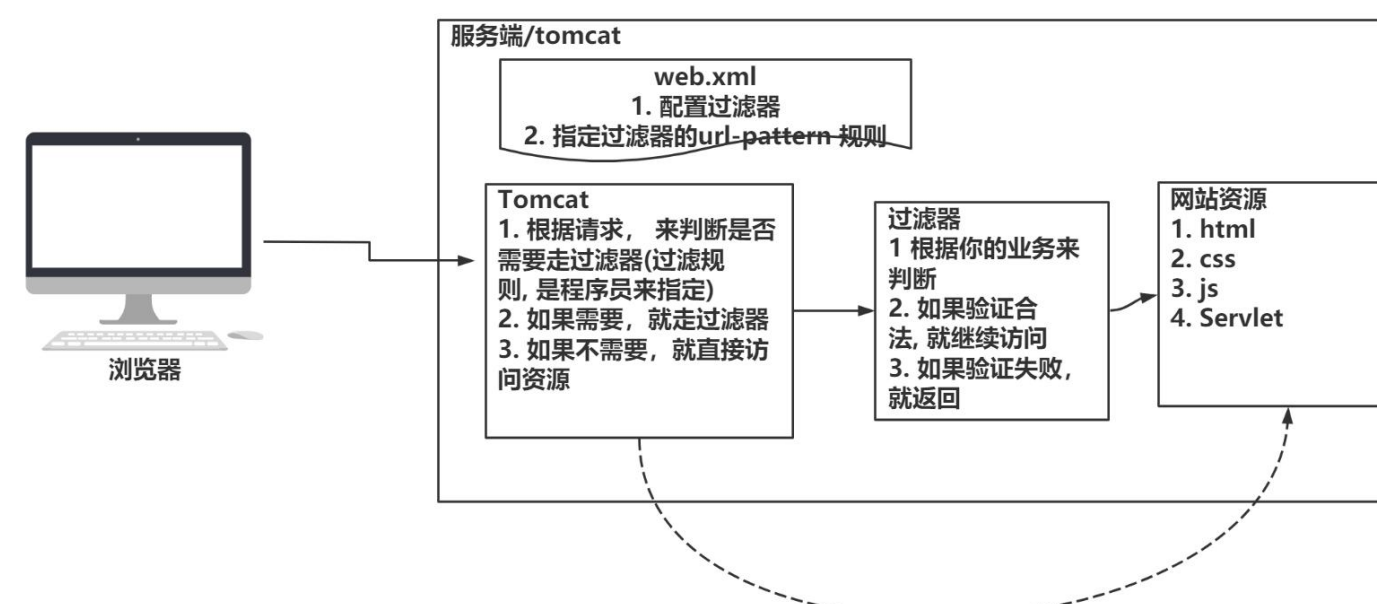 服务端/tomcat
web.xml
1. 配置过滤器
2. 指定过滤器的url-pattern 规则
浏览器
Tomcat
1. 根据请求， 来判断是否
需要走过滤器(过滤规
则, 是程序员来指定)
2. 如果需要，就走过滤器
3. 如果不需要，就直接访
问资源
过滤器
1 根据你的业务来
判断
2. 如果验证合
法, 就继续访问
3. 如果验证失败，
就返回
网站资源
1. html
2. css
3. js
4. Servlet